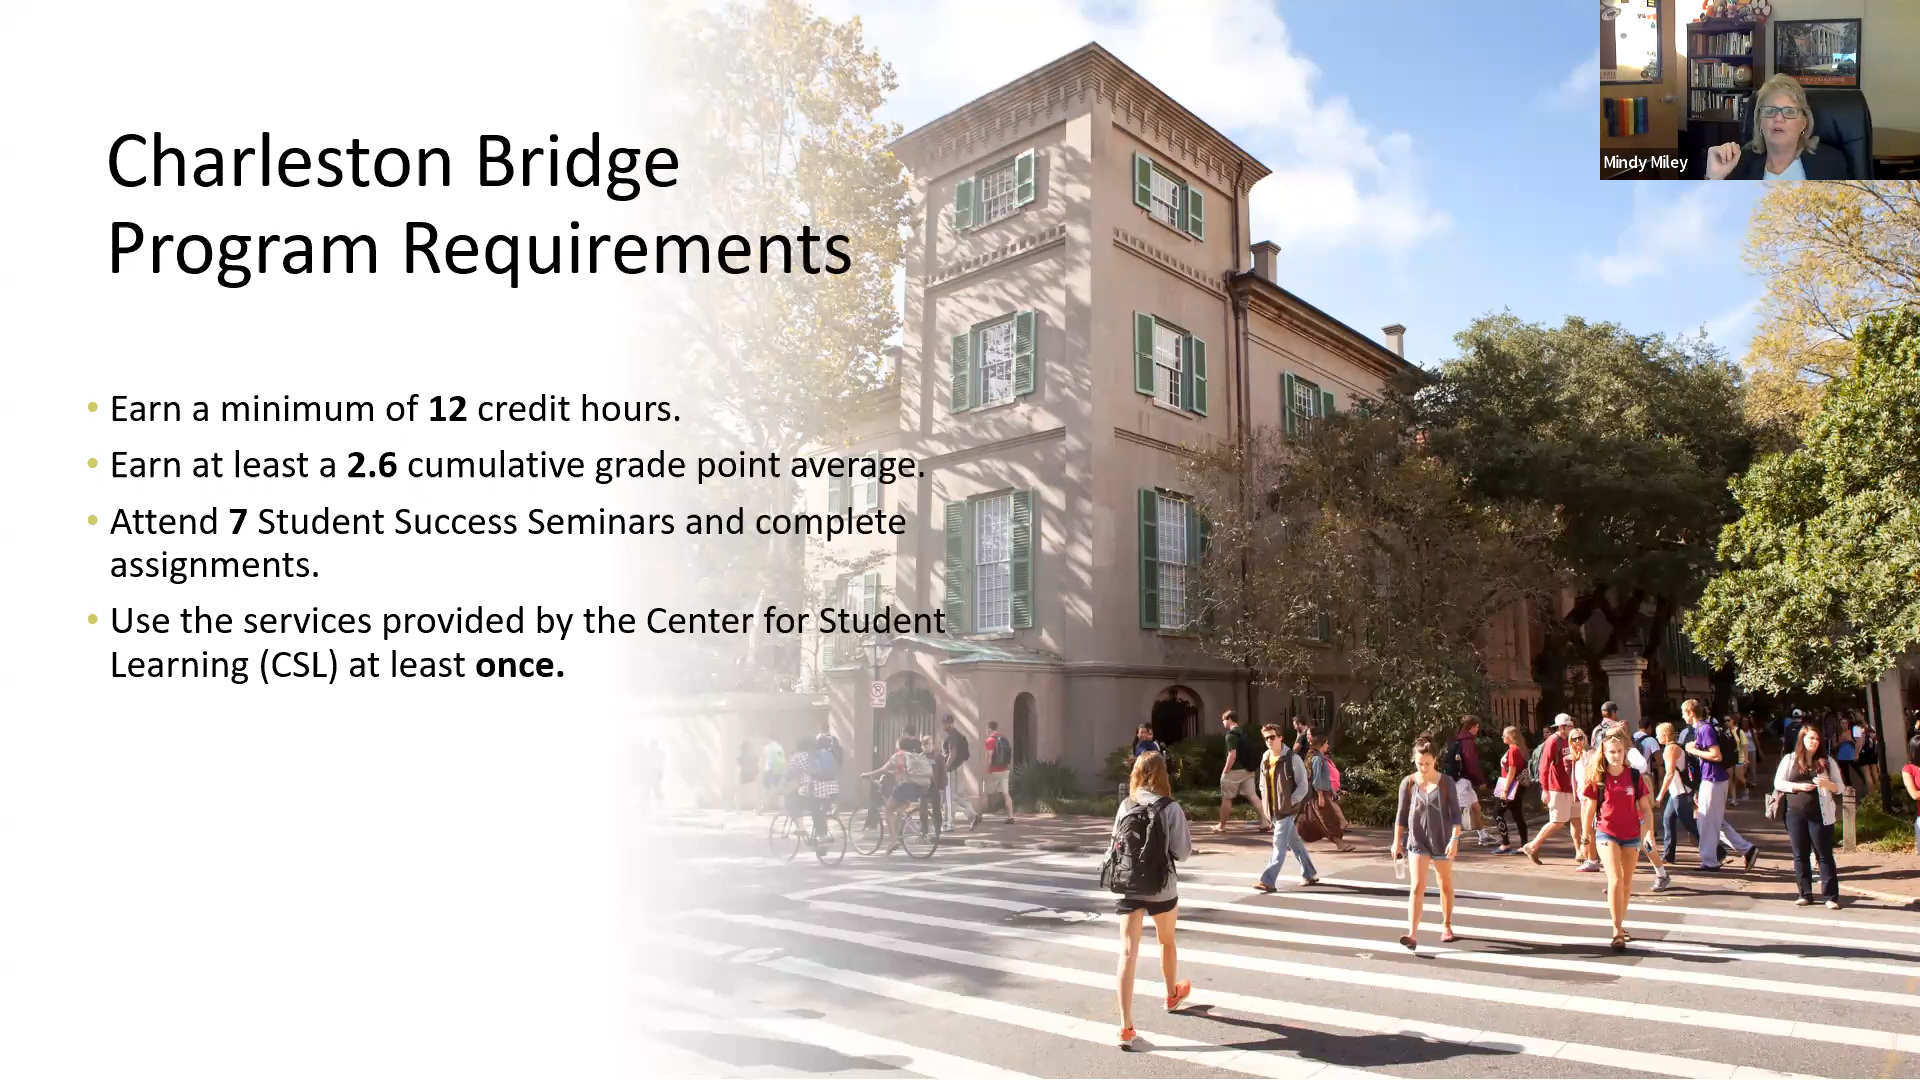 Charleston Bridge
Program Requirements
• Earn a minimum of 12 credit hours.
• Earn at least a 2.6 cumulative grade point average.
• Attend 7 Student Success Seminars and complete
assignments.
• Use the services provided by the Center for Student
Learning (CSL) at least once.
Mindy Miley